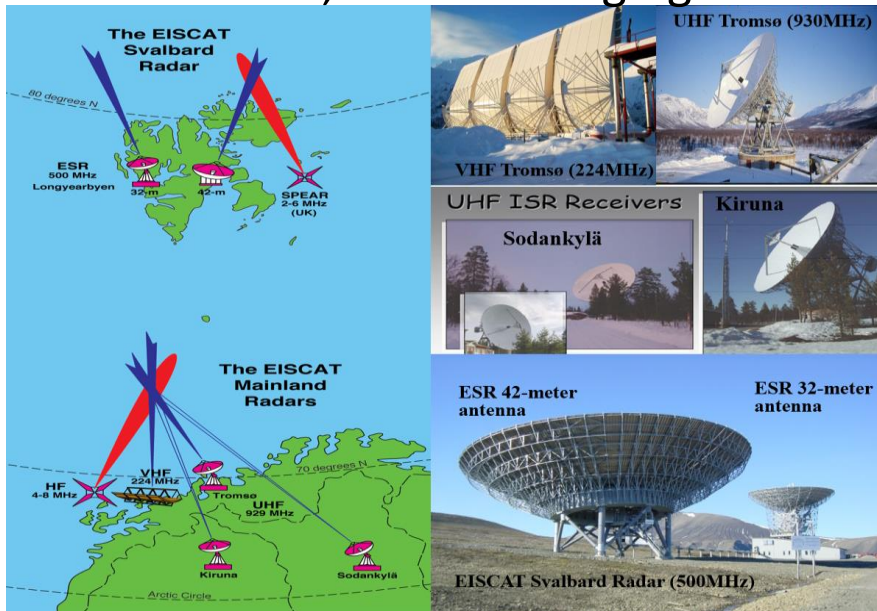 The EISCAT
Svalbard
Radar
80 degrees N
ESR
500 MHz
Longyearbyen
32-m
42-m
SPEAR
2-6 MHz
(UK)
The EISCAT
Mainland
Radars
70 degrees N
HF
4-8 MHz
VHF
224 MHz
Tromsø
UHF
929 MHz
Kiruna
Sodankylä
Arctic Circle
VHF Tromsø (224MHz)
UHF Tromsø (930MHz)
UHF ISR Receivers
Sodankylä
Kiruna
ESR 42-meter
antenna
ESR 32-meter
antenna
EISCAT Svalbard Radar (500MHz)